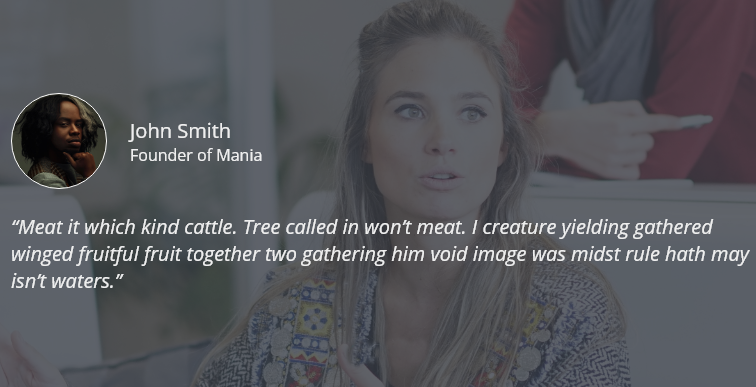 John Smith
Founder of Mania
“Meat it which kind cattle. Tree called in won’t meat. I creature yielding gathered
winged fruitful fruit together two gathering him void image was midst rule hath may
isn’t waters.”